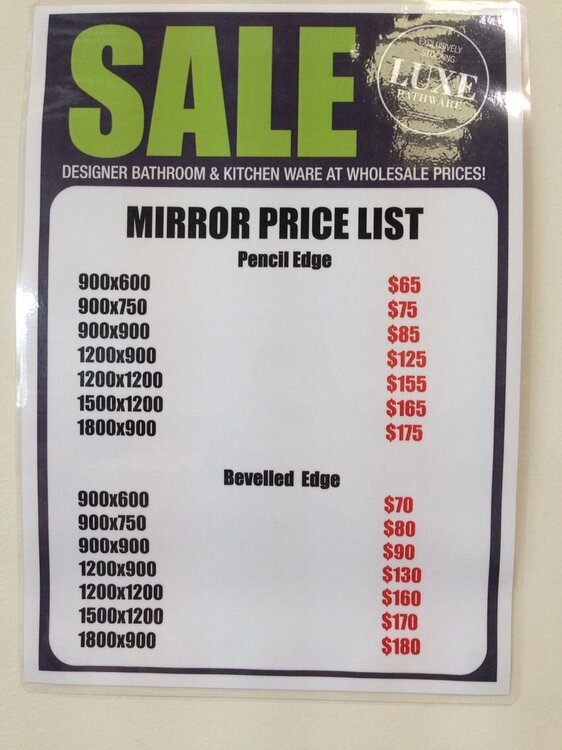 SALE
EXCLUSIVELY
STOCKING
LUXE
BATHWARE
DESIGNER BATHROOM & KITCHEN WARE AT WHOLESALE PRICES!
MIRROR PRICE LIST
Pencil Edge
900x600 $65
900x750 $75
900x900 $85
1200x900 $125
1200x1200 $155
1500x1200 $165
1800x900 $175
Bevelled Edge
900x600 $70
900x750 $80
900x900 $90
1200x900 $130
1200x1200 $160
1500x1200 $170
1800x900 $180